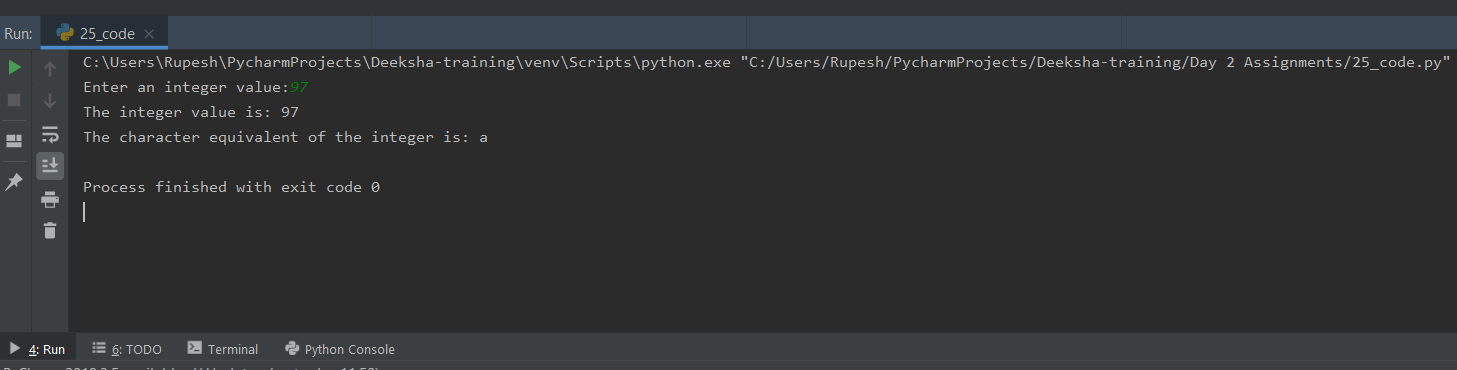 Run: 25_code
C:\Users\Rupesh\PycharmProjects\Deeksha-training\venv\Scripts\python.exe "C:/Users/Rupesh/PycharmProjects/Deeksha-training/Day 2 Assignments/25_code.py"
Enter an integer value:97
The integer value is: 97
The character equivalent of the integer is: a
Process finished with exit code 0
4: Run 6: TODO Terminal Python Console